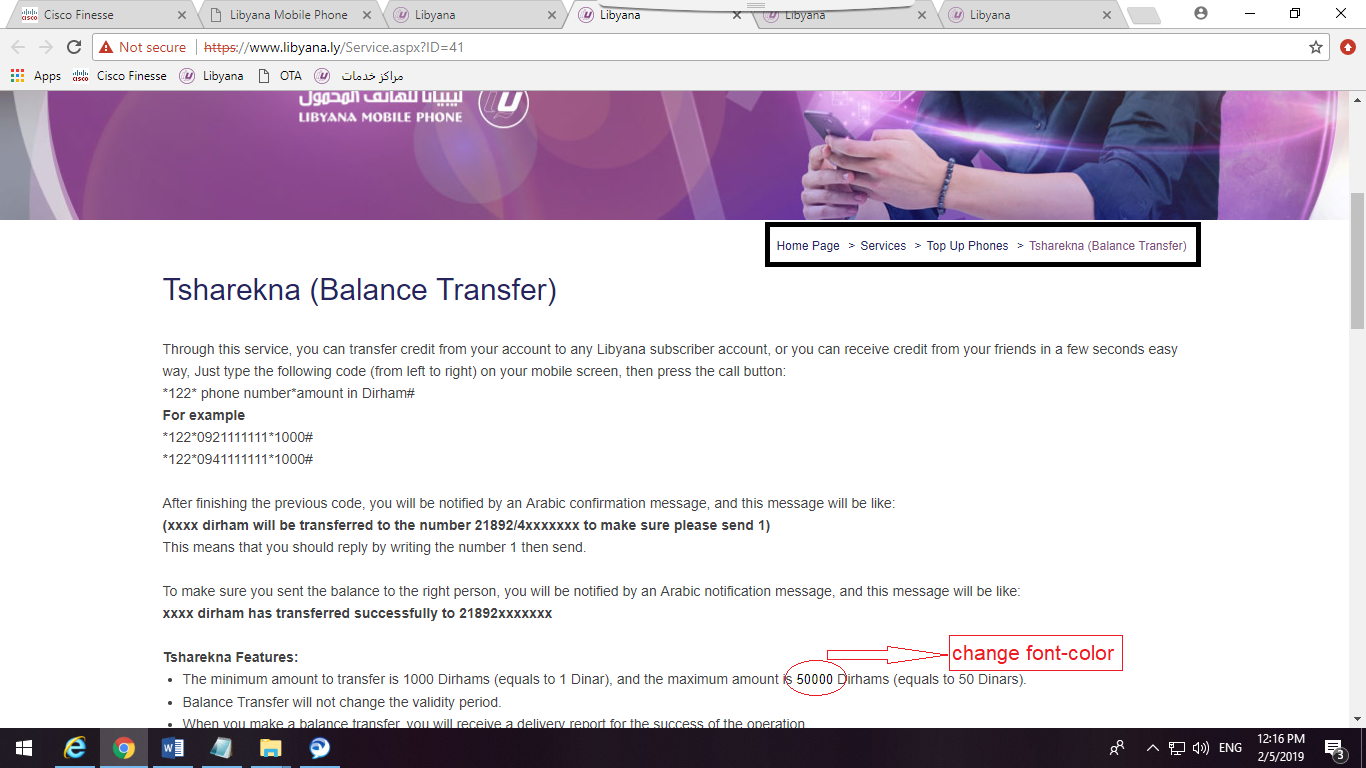 Cisco Finesse
Libyana Mobile Phone
Libyana
Libyana
Libyana
Libyana
Not secure https://www.libyana.ly/Service.aspx?ID=41
Apps Cisco Finesse Libyana OTA مراكز خدمات
ليبيانا للهاتف المحمول
LIBYANA MOBILE PHONE
Home Page > Services > Top Up Phones > Tsharekna (Balance Transfer)
Tsharekna (Balance Transfer)
Through this service, you can transfer credit from your account to any Libyana subscriber account, or you can receive credit from your friends in a few seconds easy
way, Just type the following code (from left to right) on your mobile screen, then press the call button:
*122* phone number*amount in Dirham#
For example
*122*0921111111*1000#
*122*0941111111*1000#
After finishing the previous code, you will be notified by an Arabic confirmation message, and this message will be like:
(xxxx dirham will be transferred to the number 21892/4xxxxxxx to make sure please send 1)
This means that you should reply by writing the number 1 then send.
To make sure you sent the balance to the right person, you will be notified by an Arabic notification message, and this message will be like:
xxxx dirham has transferred successfully to 21892xxxxxxx
change font-color
Tsharekna Features:
• The minimum amount to transfer is 1000 Dirhams (equals to 1 Dinar), and the maximum amount is 50000 Dirhams (equals to 50 Dinars).
• Balance Transfer will not change the validity period.
• When you make a balance transfer, you will receive a delivery report for the success of the operation
ENG
12:16 PM
2/5/2019
3